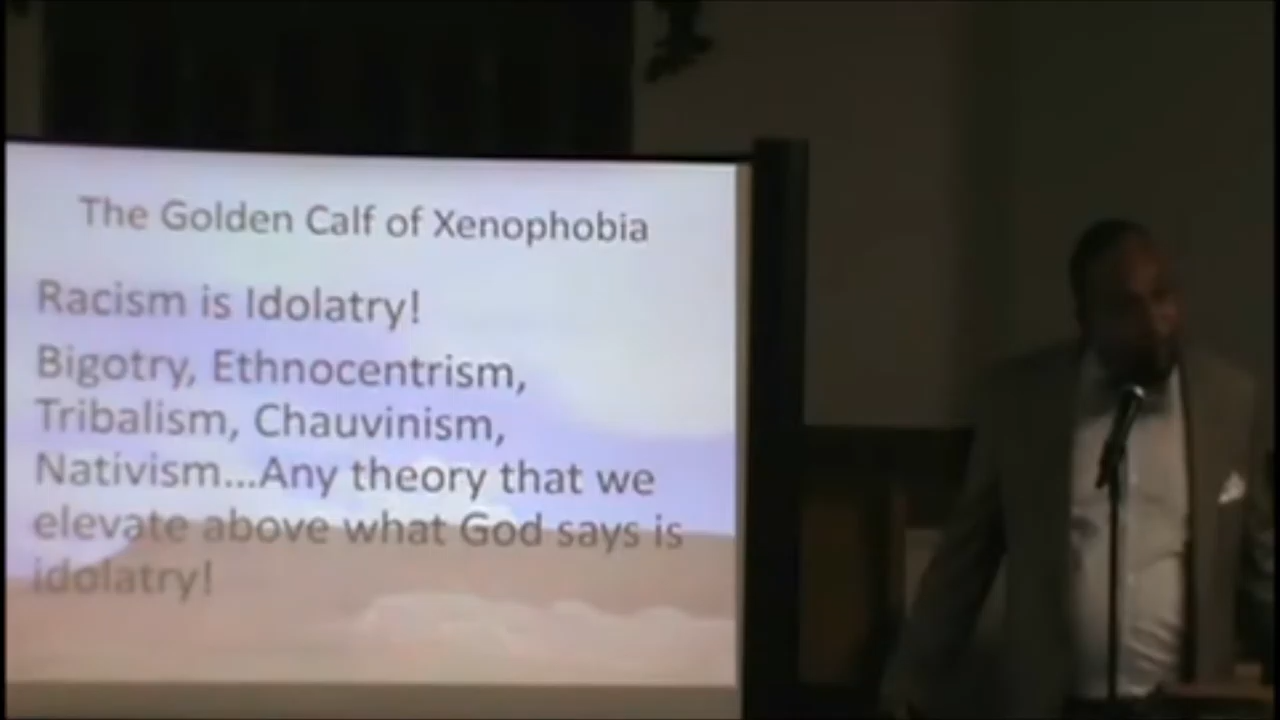 The Golden Calf of Xenophobia
Racism is Idolatry!
Bigotry, Ethnocentrism,
Tribalism, Chauvinism,
Nativism...Any theory that we
elevate above what God says is
idolatry!